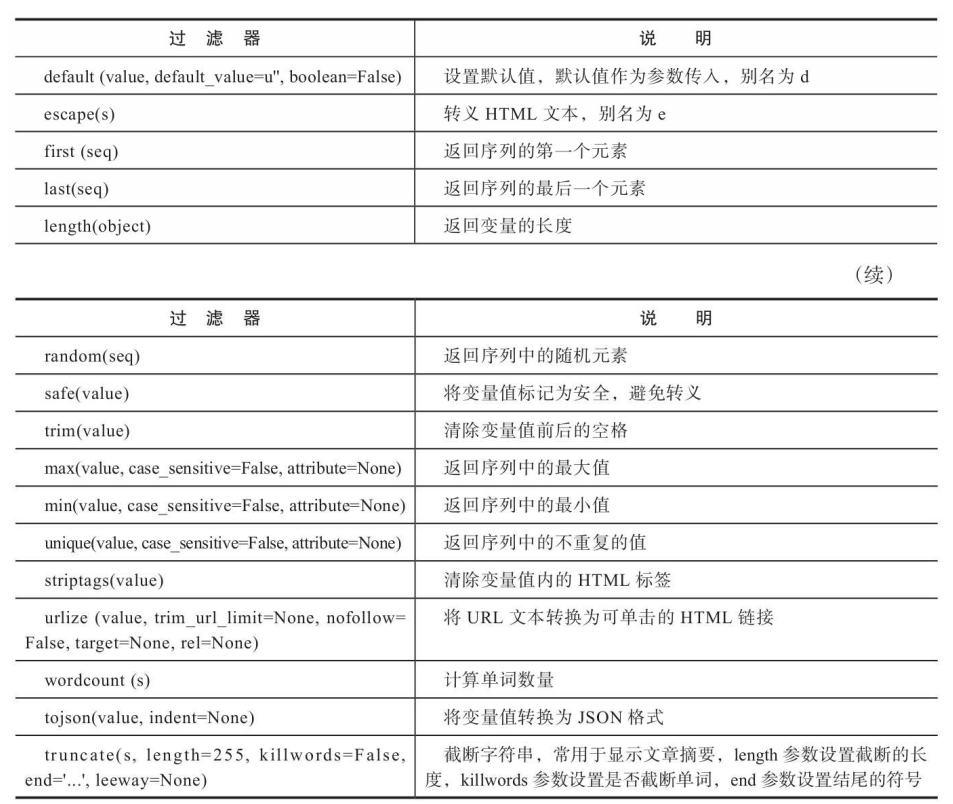 过 滤 器 说 明
default (value, default_value=u'', boolean=False) 设置默认值，默认值作为参数传入，别名为 d
escape(s) 转义 HTML 文本，别名为 e
first (seq) 返回序列的第一个元素
last(seq) 返回序列的最后一个元素
length(object) 返回变量的长度
（续）
过 滤 器 说 明
random(seq) 返回序列中的随机元素
safe(value) 将变量值标记为安全，避免转义
trim(value) 清除变量值前后的空格
max(value, case_sensitive=False, attribute=None) 返回序列中的最大值
min(value, case_sensitive=False, attribute=None) 返回序列中的最小值
unique(value, case_sensitive=False, attribute=None) 返回序列中的不重复的值
striptags(value) 清除变量值内的 HTML 标签
urlize (value, trim_url_limit=None, nofollow= 将 URL 文本转换为可单击的 HTML 链接
False, target=None, rel=None)
wordcount (s) 计算单词数量
tojson(value, indent=None) 将变量值转换为 JSON 格式
truncate(s, length=255, killwords=False, 截断字符串，常用于显示文章摘要，length 参数设置截断的长
end='...', leeway=None) 度，killwords 参数设置是否截断单词，end 参数设置结尾的符号